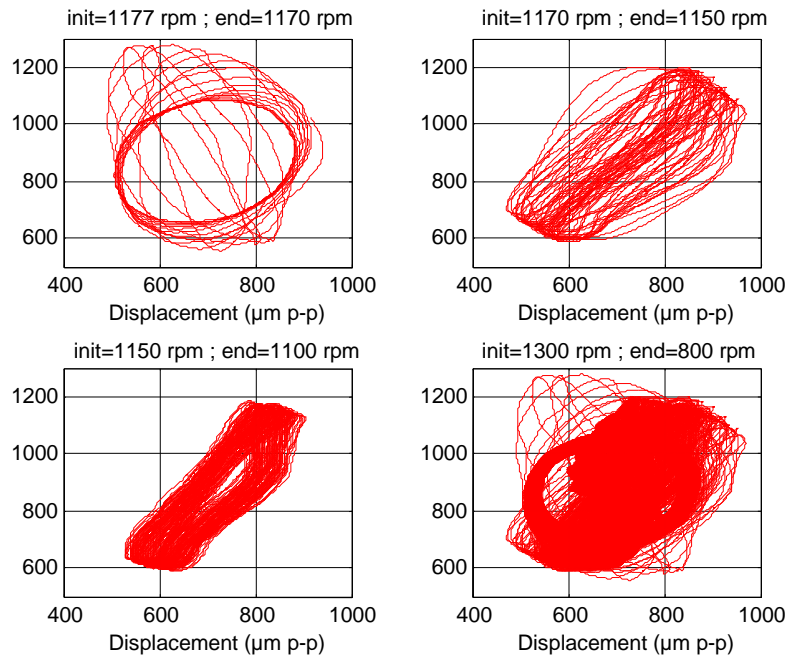 init=1177 rpm ; end=1170 rpm
1200
1000
800
600
400 600 800 1000
Displacement (µm p-p)
init=1170 rpm ; end=1150 rpm
1200
1000
800
600
400 600 800 1000
Displacement (µm p-p)
init=1150 rpm ; end=1100 rpm
1200
1000
800
600
400 600 800 1000
Displacement (µm p-p)
init=1300 rpm ; end=800 rpm
1200
1000
800
600
400 600 800 1000
Displacement (µm p-p)